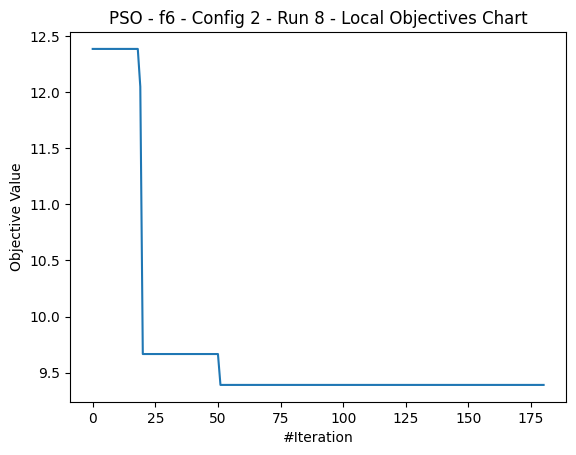 PSO - f6 - Config 2 - Run 8 - Local Objectives Chart
12.5
12.0
11.5
11.0
10.5
10.0
9.5
Objective Value
0 25 50 75 100 125 150 175
#Iteration